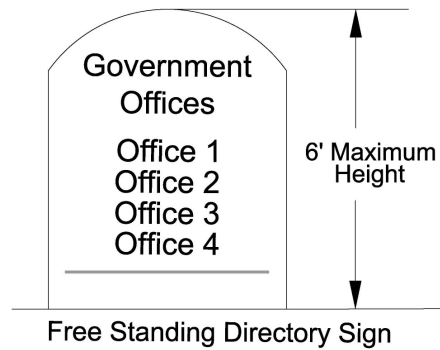 Government
Offices
Office 1
Office 2
Office 3
Office 4
6' Maximum
Height
Free Standing Directory Sign